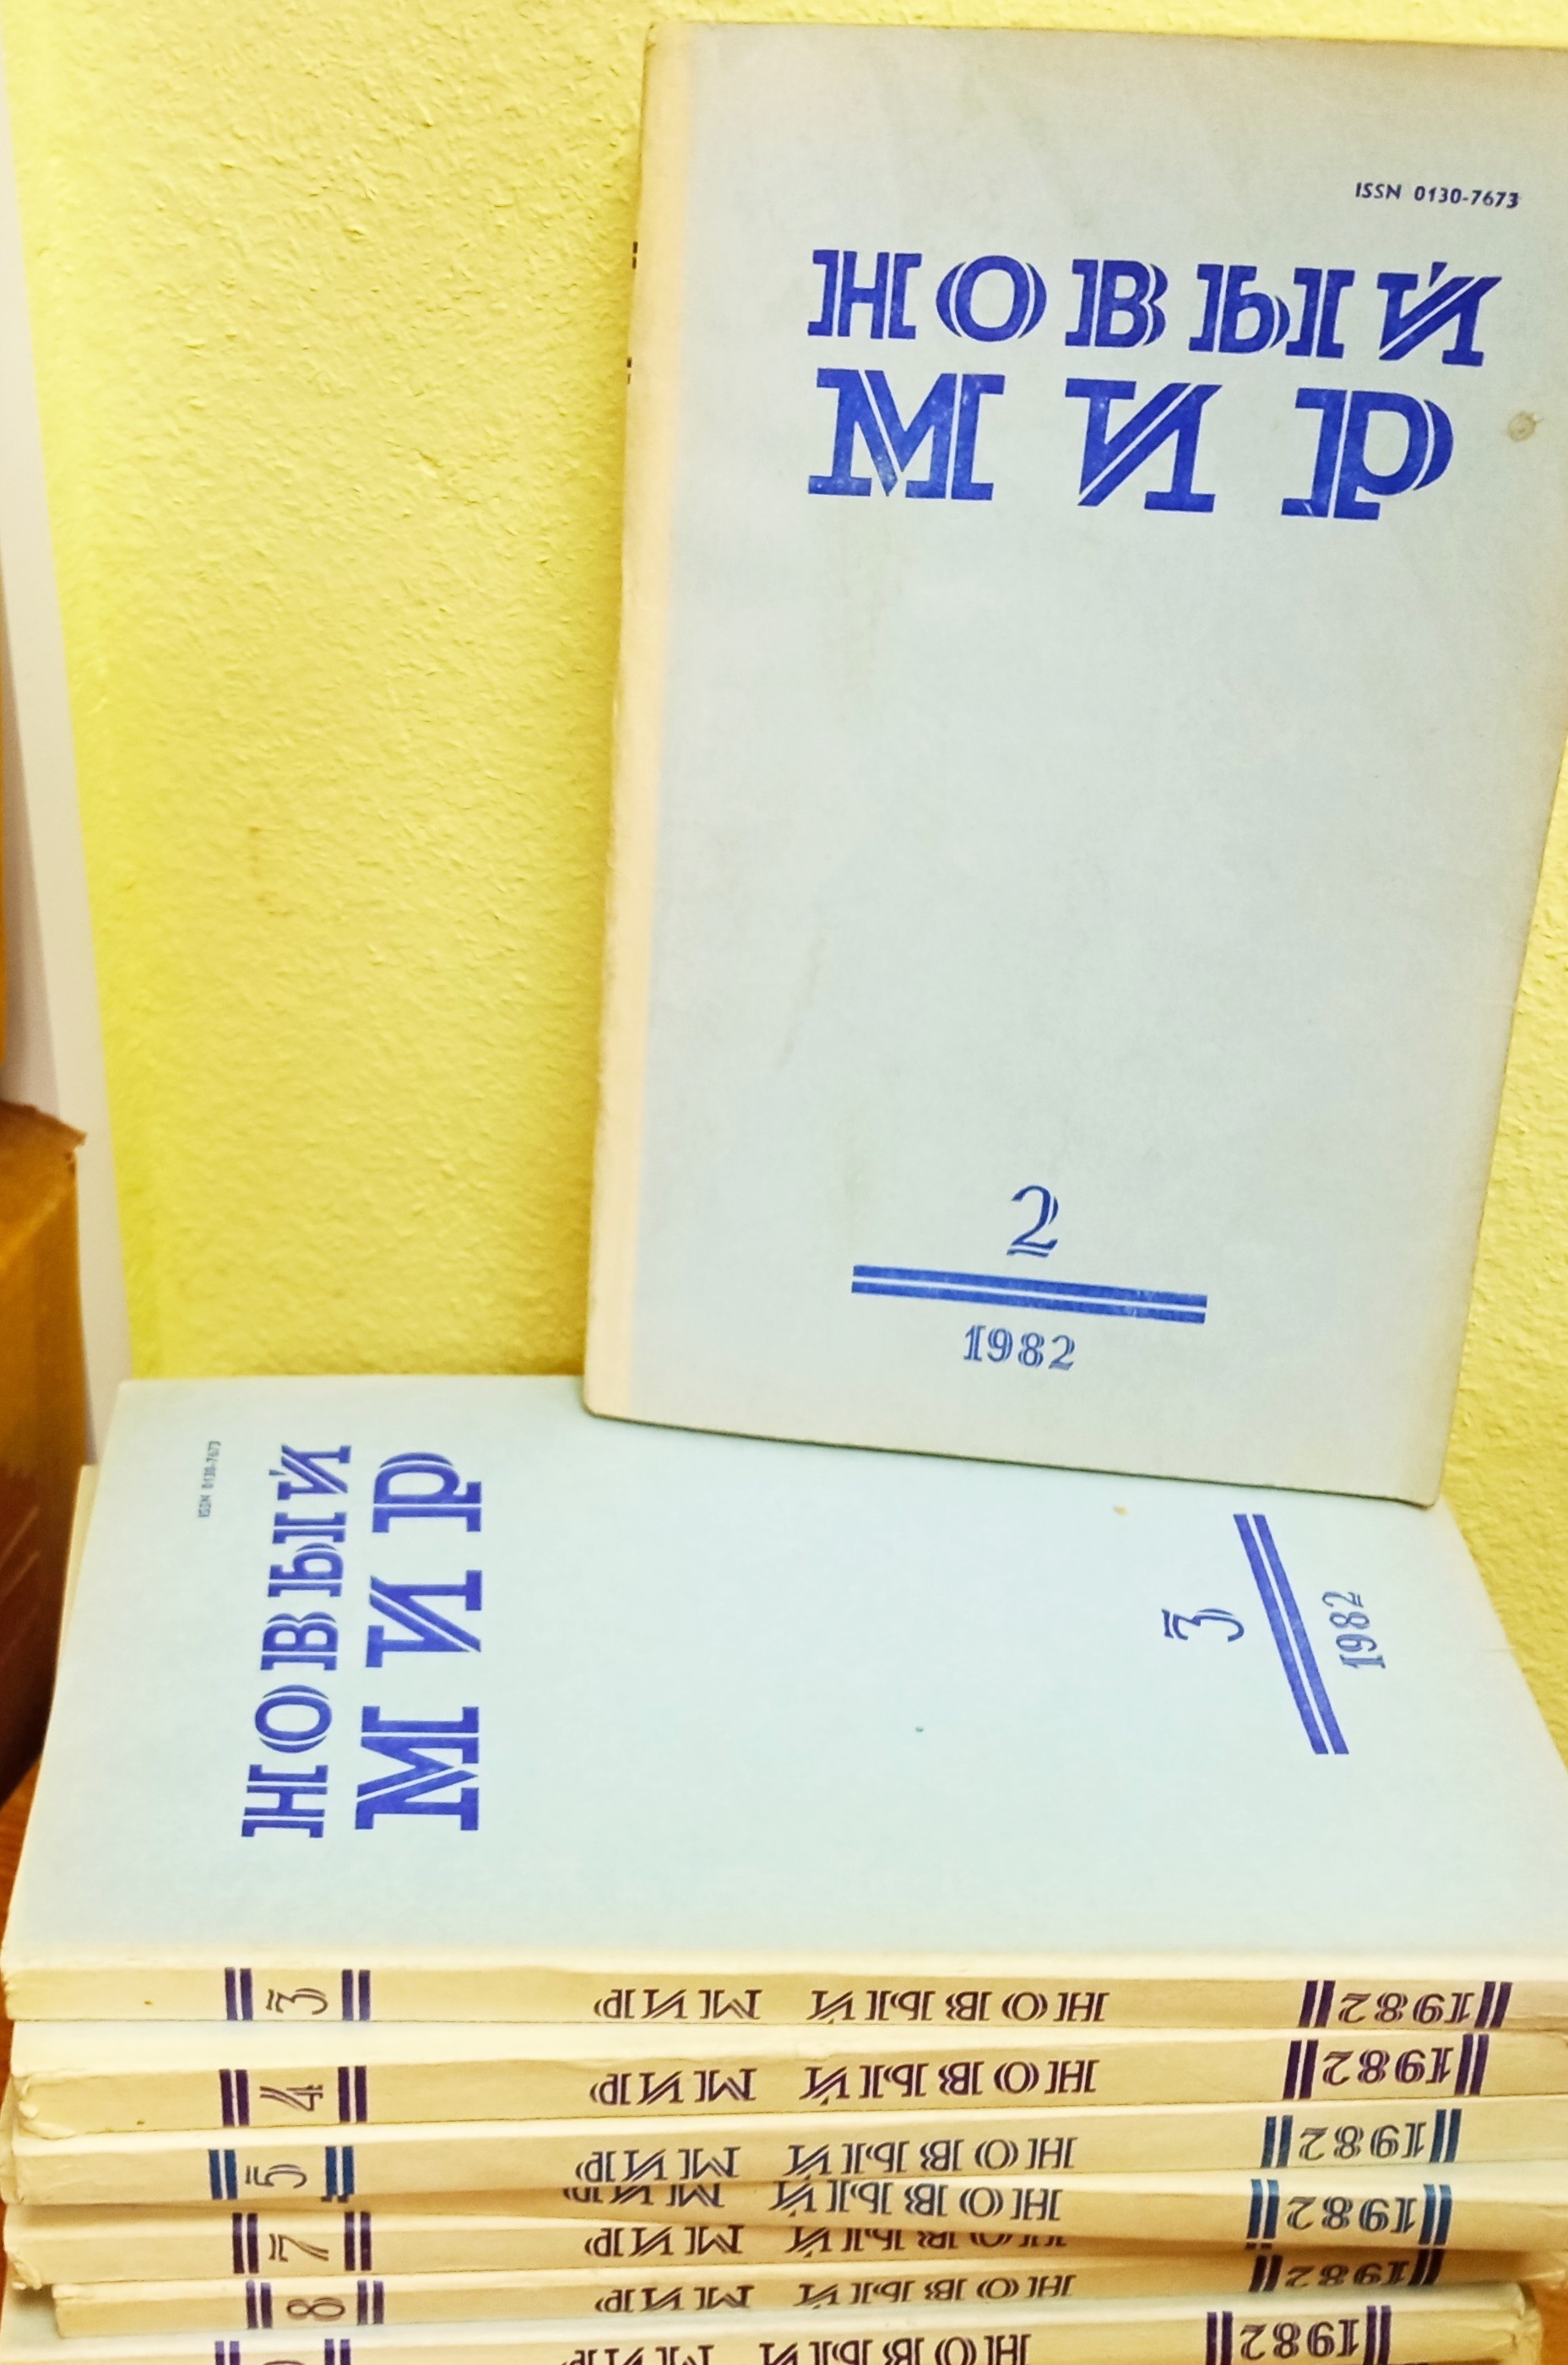 ISSN 0130-7673
НОВЫЙ
МИР
2
1982
ISSN 0130-7673
НОВЫЙ
МИР
3
1982
3 НОВЫЙ МИР 1982
4 НОВЫЙ МИР 1982
5 НОВЫЙ МИР 1982
НОВЫЙ МИР 1982
7 НОВЫЙ МИР 1982
8 НОВЫЙ МИР
НОВЫЙ МИР 1982